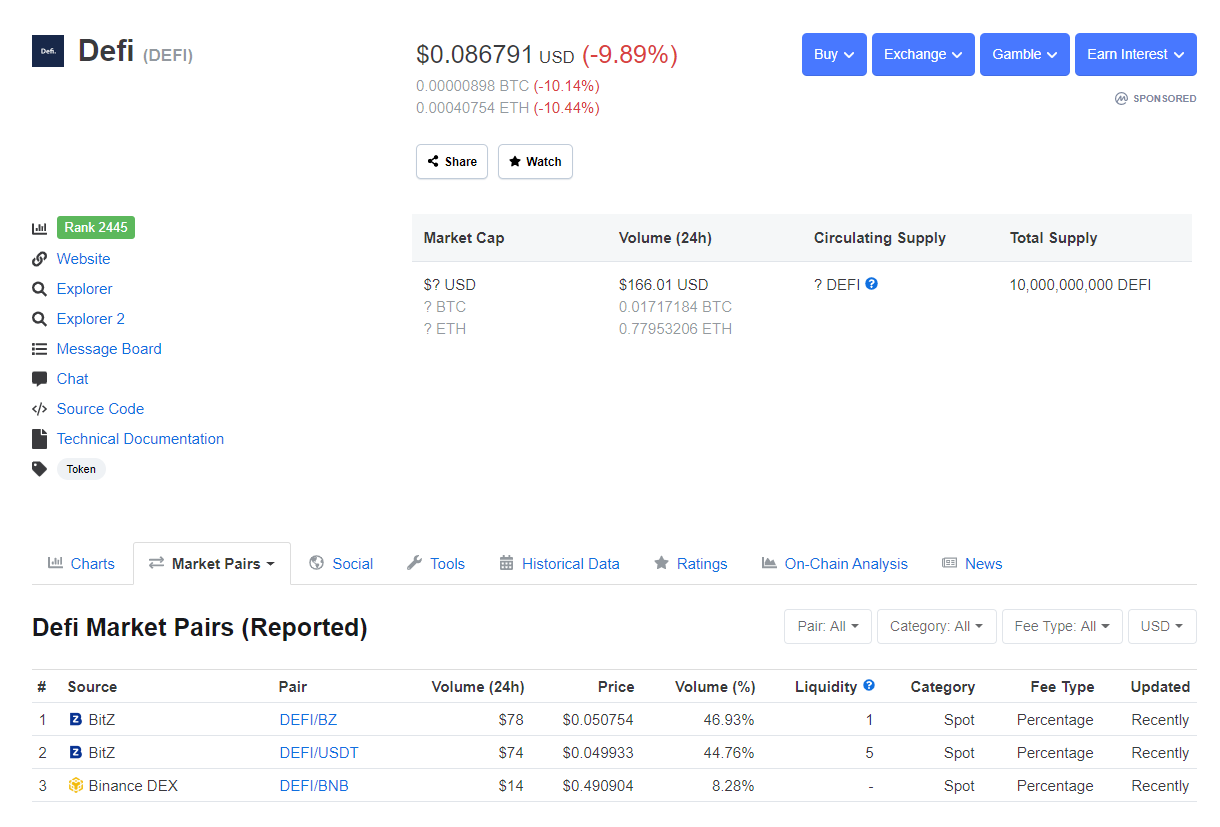 Defi.
Defi (DEFI)
$0.086791 USD (-9.89%)
0.00000898 BTC (-10.14%)
0.00040754 ETH (-10.44%)
Buy
Exchange
Gamble
Earn Interest
SPONSORED
Share
Watch
Rank 2445
Website
Explorer
Explorer 2
Message Board
Chat
Source Code
Technical Documentation
Token
Market Cap Volume (24h) Circulating Supply Total Supply
$? USD $166.01 USD ? DEFI ? 10,000,000,000 DEFI
? BTC 0.01717184 BTC
? ETH 0.77953206 ETH
Charts Market Pairs Social Tools Historical Data Ratings On-Chain Analysis News
Defi Market Pairs (Reported)
Pair: All Category: All Fee Type: All USD
# Source Pair Volume (24h) Price Volume (%) Liquidity ? Category Fee Type Updated
1 BitZ DEFI/BZ $78 $0.050754 46.93% 1 Spot Percentage Recently
2 BitZ DEFI/USDT $74 $0.049933 44.76% 5 Spot Percentage Recently
3 Binance DEX DEFI/BNB $14 $0.490904 8.28% - Spot Percentage Recently